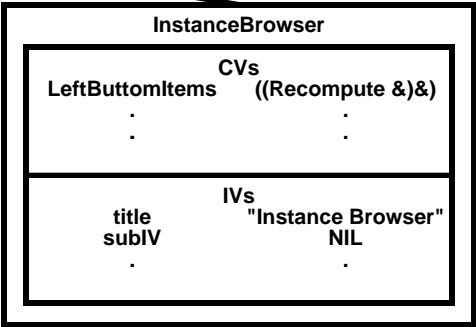 InstanceBrowser
CVs
LeftButtomItems ((Recompute &)&)
. .
. .
IVs
title "Instance Browser"
subIV NIL
. .